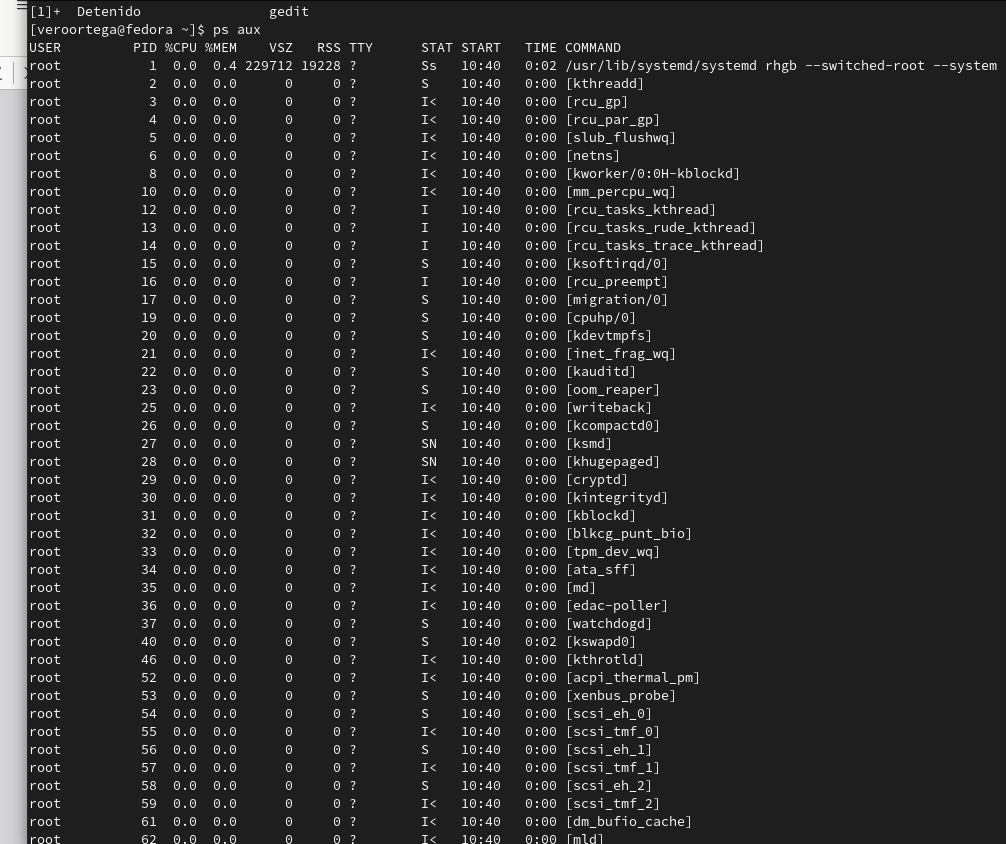 [1]+  Detenido                gedit
[veroortega@fedora ~]$ ps aux
USER         PID %CPU %MEM    VSZ   RSS TTY      STAT START   TIME COMMAND
root           1  0.0  0.4 229712 19228 ?        Ss   10:40   0:02 /usr/lib/systemd/systemd rhgb --switched-root --system
root           2  0.0  0.0      0     0 ?        S    10:40   0:00 [kthreadd]
root           3  0.0  0.0      0     0 ?        I<   10:40   0:00 [rcu_gp]
root           4  0.0  0.0      0     0 ?        I<   10:40   0:00 [rcu_par_gp]
root           5  0.0  0.0      0     0 ?        I<   10:40   0:00 [slub_flushwq]
root           6  0.0  0.0      0     0 ?        I<   10:40   0:00 [netns]
root           8  0.0  0.0      0     0 ?        I<   10:40   0:00 [kworker/0:0H-kblockd]
root          10  0.0  0.0      0     0 ?        I<   10:40   0:00 [mm_percpu_wq]
root          12  0.0  0.0      0     0 ?        I    10:40   0:00 [rcu_tasks_kthread]
root          13  0.0  0.0      0     0 ?        I    10:40   0:00 [rcu_tasks_rude_kthread]
root          14  0.0  0.0      0     0 ?        I    10:40   0:00 [rcu_tasks_trace_kthread]
root          15  0.0  0.0      0     0 ?        S    10:40   0:00 [ksoftirqd/0]
root          16  0.0  0.0      0     0 ?        I    10:40   0:00 [rcu_preempt]
root          17  0.0  0.0      0     0 ?        S    10:40   0:00 [migration/0]
root          19  0.0  0.0      0     0 ?        S    10:40   0:00 [cpuhp/0]
root          20  0.0  0.0      0     0 ?        S    10:40   0:00 [kdevtmpfs]
root          21  0.0  0.0      0     0 ?        I<   10:40   0:00 [inet_frag_wq]
root          22  0.0  0.0      0     0 ?        S    10:40   0:00 [kauditd]
root          23  0.0  0.0      0     0 ?        S    10:40   0:00 [oom_reaper]
root          25  0.0  0.0      0     0 ?        I<   10:40   0:00 [writeback]
root          26  0.0  0.0      0     0 ?        S    10:40   0:00 [kcompactd0]
root          27  0.0  0.0      0     0 ?        SN   10:40   0:00 [ksmd]
root          28  0.0  0.0      0     0 ?        SN   10:40   0:00 [khugepaged]
root          29  0.0  0.0      0     0 ?        I<   10:40   0:00 [cryptd]
root          30  0.0  0.0      0     0 ?        I<   10:40   0:00 [kintegrityd]
root          31  0.0  0.0      0     0 ?        I<   10:40   0:00 [kblockd]
root          32  0.0  0.0      0     0 ?        I<   10:40   0:00 [blkcg_punt_bio]
root          33  0.0  0.0      0     0 ?        I<   10:40   0:00 [tpm_dev_wq]
root          34  0.0  0.0      0     0 ?        I<   10:40   0:00 [ata_sff]
root          35  0.0  0.0      0     0 ?        I<   10:40   0:00 [md]
root          36  0.0  0.0      0     0 ?        I<   10:40   0:00 [edac-poller]
root          37  0.0  0.0      0     0 ?        S    10:40   0:00 [watchdogd]
root          40  0.0  0.0      0     0 ?        S    10:40   0:02 [kswapd0]
root          46  0.0  0.0      0     0 ?        I<   10:40   0:00 [kthrotld]
root          52  0.0  0.0      0     0 ?        I<   10:40   0:00 [acpi_thermal_pm]
root          53  0.0  0.0      0     0 ?        S    10:40   0:00 [xenbus_probe]
root          54  0.0  0.0      0     0 ?        S    10:40   0:00 [scsi_eh_0]
root          55  0.0  0.0      0     0 ?        I<   10:40   0:00 [scsi_tmf_0]
root          56  0.0  0.0      0     0 ?        S    10:40   0:00 [scsi_eh_1]
root          57  0.0  0.0      0     0 ?        I<   10:40   0:00 [scsi_tmf_1]
root          58  0.0  0.0      0     0 ?        S    10:40   0:00 [scsi_eh_2]
root          59  0.0  0.0      0     0 ?        I<   10:40   0:00 [scsi_tmf_2]
root          61  0.0  0.0      0     0 ?        I<   10:40   0:00 [dm_bufio_cache]
root          62  0.0  0.0      0     0 ?        I<   10:40   0:00 [mld]